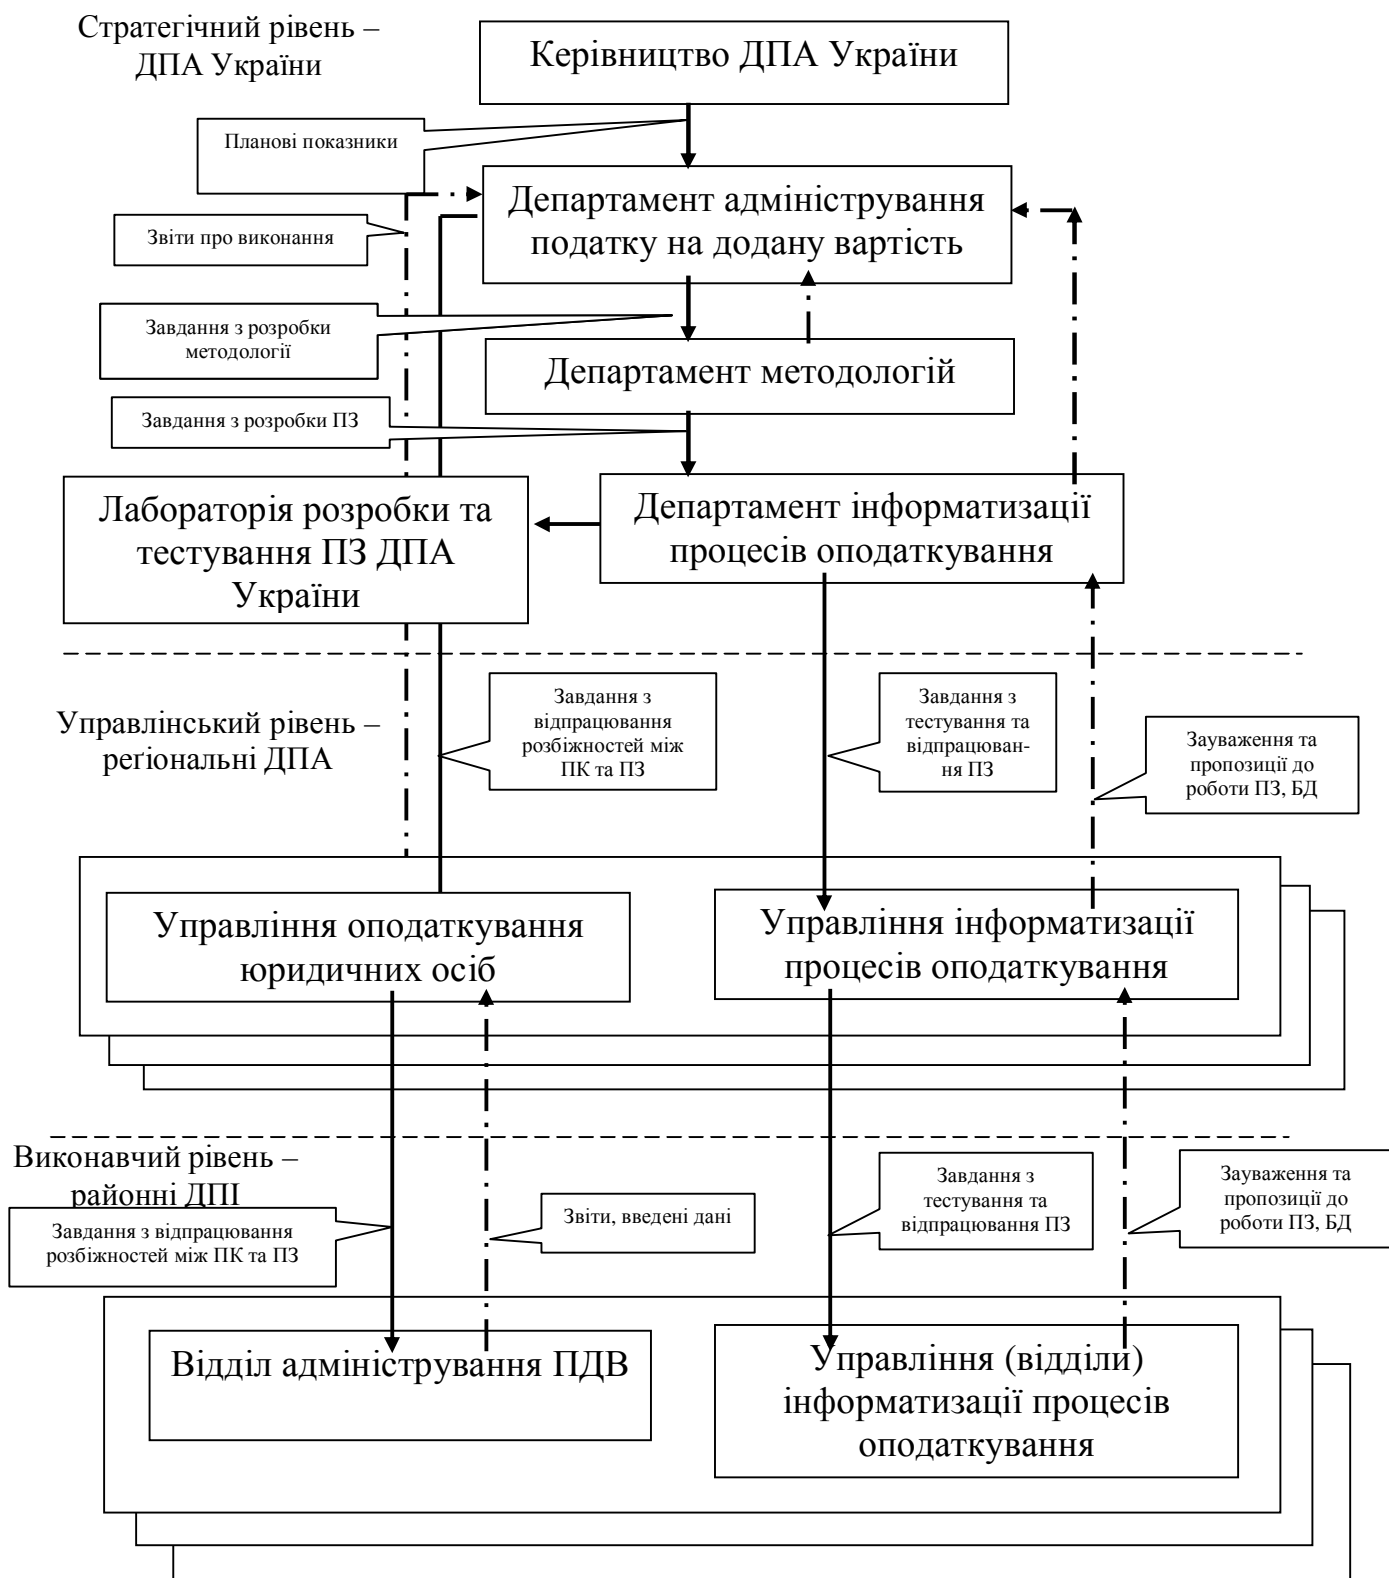 Стратегічний рівень –
ДПА України
Керівництво ДПА України
Планові показники
Департамент адміністрування
податку на додану вартість
Звіти про виконання
Завдання з розробки
методології
Департамент методологій
Завдання з розробки ПЗ
Лабораторія розробки та
тестування ПЗ ДПА
України
Департамент інформатизації
процесів оподаткування
Управлінський рівень –
реґіональні ДПА
Завдання з
відпрацювання
розбіжностей між
ПК та ПЗ
Завдання з
тестування та
відпрацюван-
ня ПЗ
Зауваження та
пропозиції до
роботи ПЗ, БД
Управління оподаткування
юридичних осіб
Управління інформатизації
процесів оподаткування
Виконавчий рівень –
районні ДПІ
Завдання з відпрацювання
розбіжностей між ПК та ПЗ
Звіти, введені дані
Завдання з
тестування та
відпрацювання ПЗ
Зауваження та
пропозиції до
роботи ПЗ, БД
Відділ адміністрування ПДВ
Управління (відділи)
інформатизації процесів
оподаткування